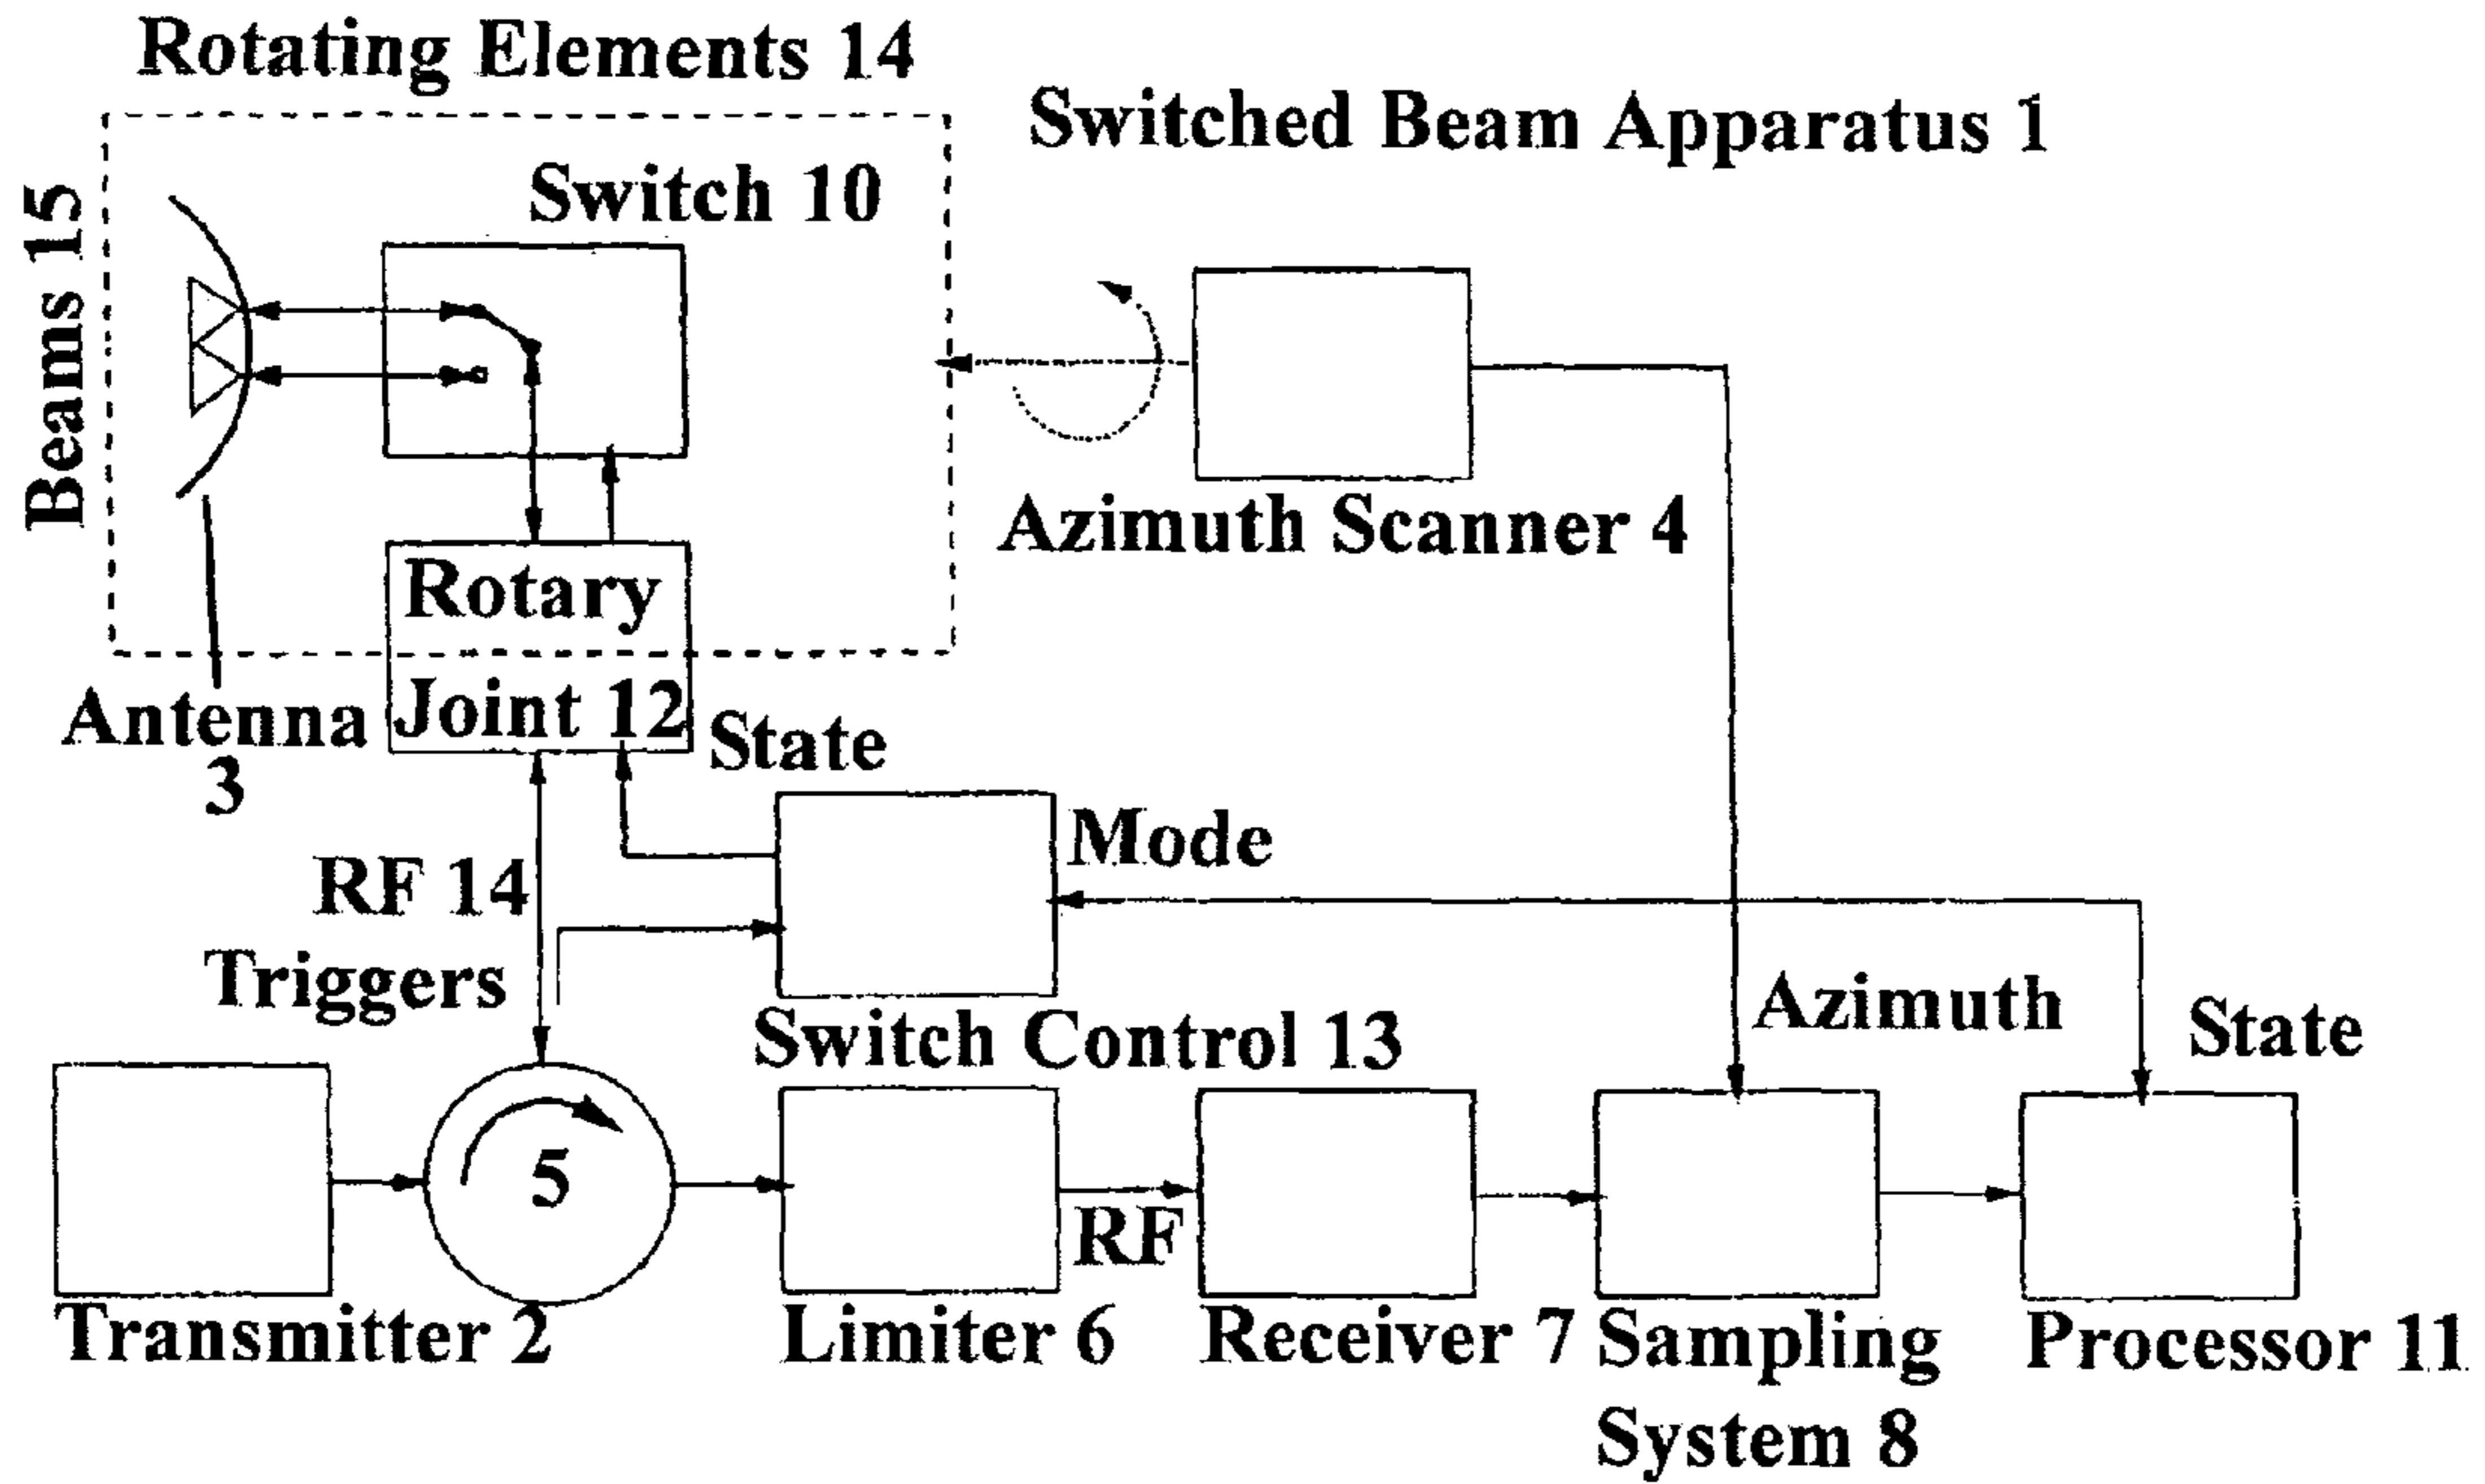 Rotating Elements 14
Switched Beam Apparatus 1
Switch 10
Beams 15
Azimuth Scanner 4
Rotary
Joint 12
Antenna
3
State
Mode
RF 14
Triggers
Switch Control 13
Azimuth
State
5
RF
Transmitter 2
Limiter 6
Receiver 7
Sampling
System 8
Processor 11